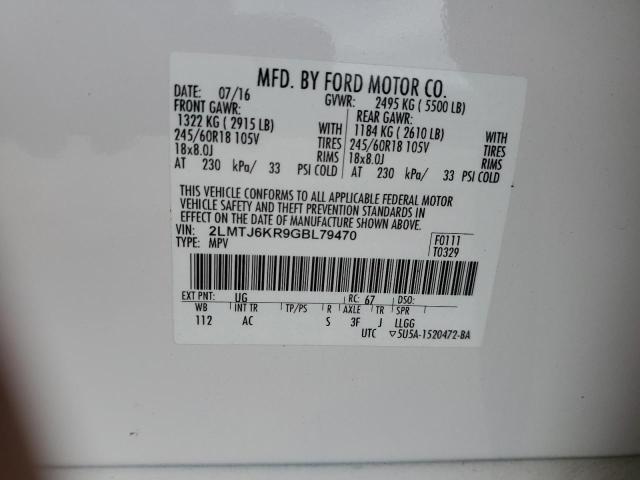 MFD. BY FORD MOTOR CO.
DATE: 07/16 GVWR: 2495 KG ( 5500 LB)
FRONT GAWR: REAR GAWR:
1322 KG ( 2915 LB) WITH 1184 KG ( 2610 LB) WITH
245/60R18 105V TIRES 245/60R18 105V TIRES
18x8.0J RIMS 18x8.0J RIMS
AT 230 kPa/ 33 PSI COLD AT 230 kPa/ 33 PSI COLD
THIS VEHICLE CONFORMS TO ALL APPLICABLE FEDERAL MOTOR
VEHICLE SAFETY AND THEFT PREVENTION STANDARDS IN
EFFECT ON THE DATE OF MANUFACTURE SHOWN ABOVE.
VIN: 2LMTJ6KR9GBL79470 F0111
TYPE: MPV T0329
EXT PNT: UG RC: 67 DSO:
WB INT TR TP/PS R AXLE TR SPR
112 AC S 3F J LLGG
UTC ▽5U5A-1520472-BA